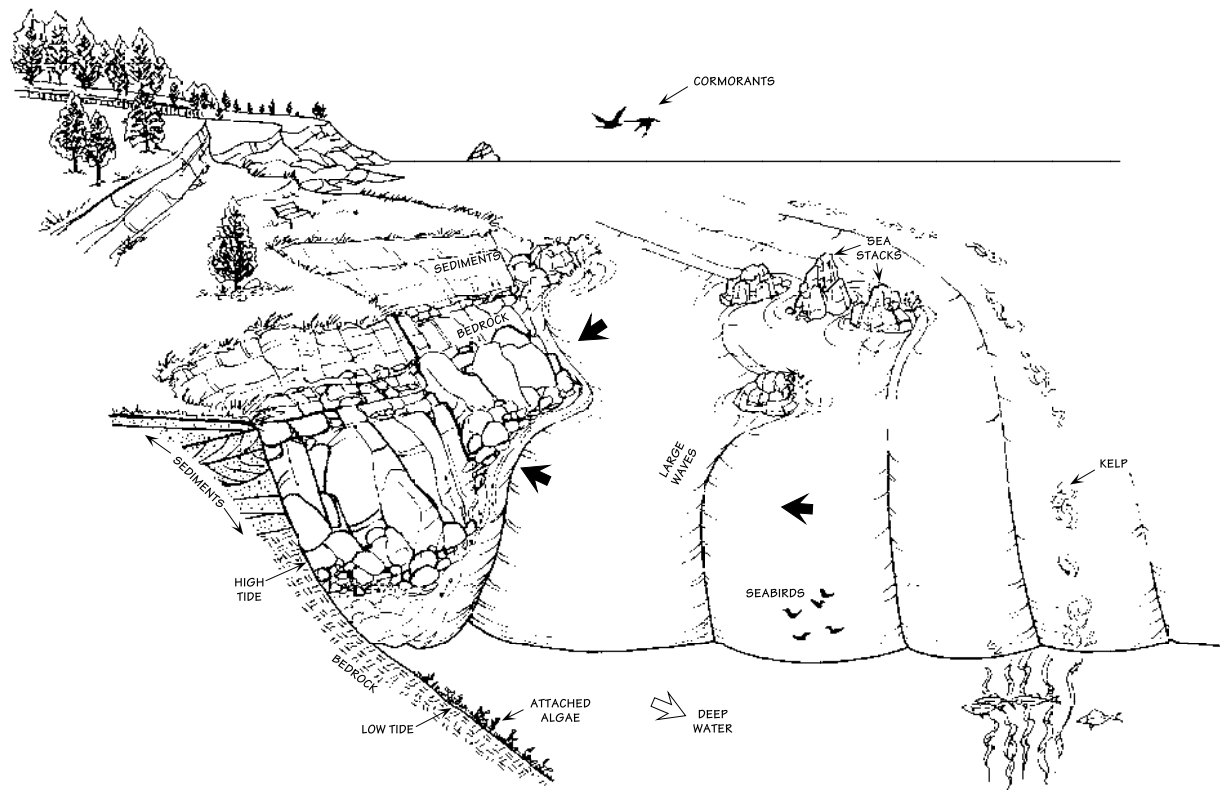 CORMORANTS
SEA
STACKS
SEDIMENTS
BEDROCK
LARGE
WAVES
KELP
SEDIMENTS
HIGH
TIDE
SEABIRDS
BEDROCK
ATTACHED
ALGAE
LOW TIDE
DEEP
WATER